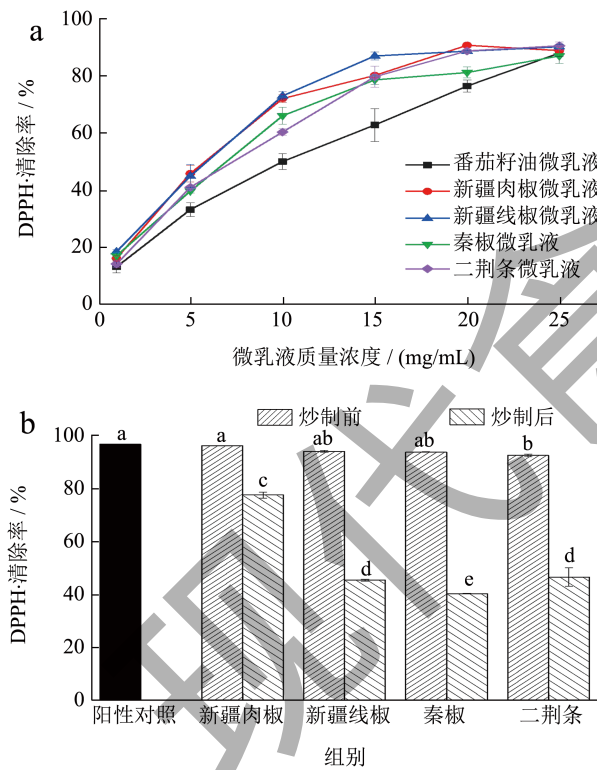 a
DPPH·清除率 / %
100
80
60
40
20
0
番茄籽油微乳液
新疆肉椒微乳液
新疆线椒微乳液
秦椒微乳液
二荆条微乳液
0 5 10 15 20 25
微乳液质量浓度 / (mg/mL)
b
炒制前 炒制后
DPPH·清除率 / %
100
80
60
40
20
0
a a c ab d ab e b d
阳性对照 新疆肉椒 新疆线椒 秦椒 二荆条
组别
现代食